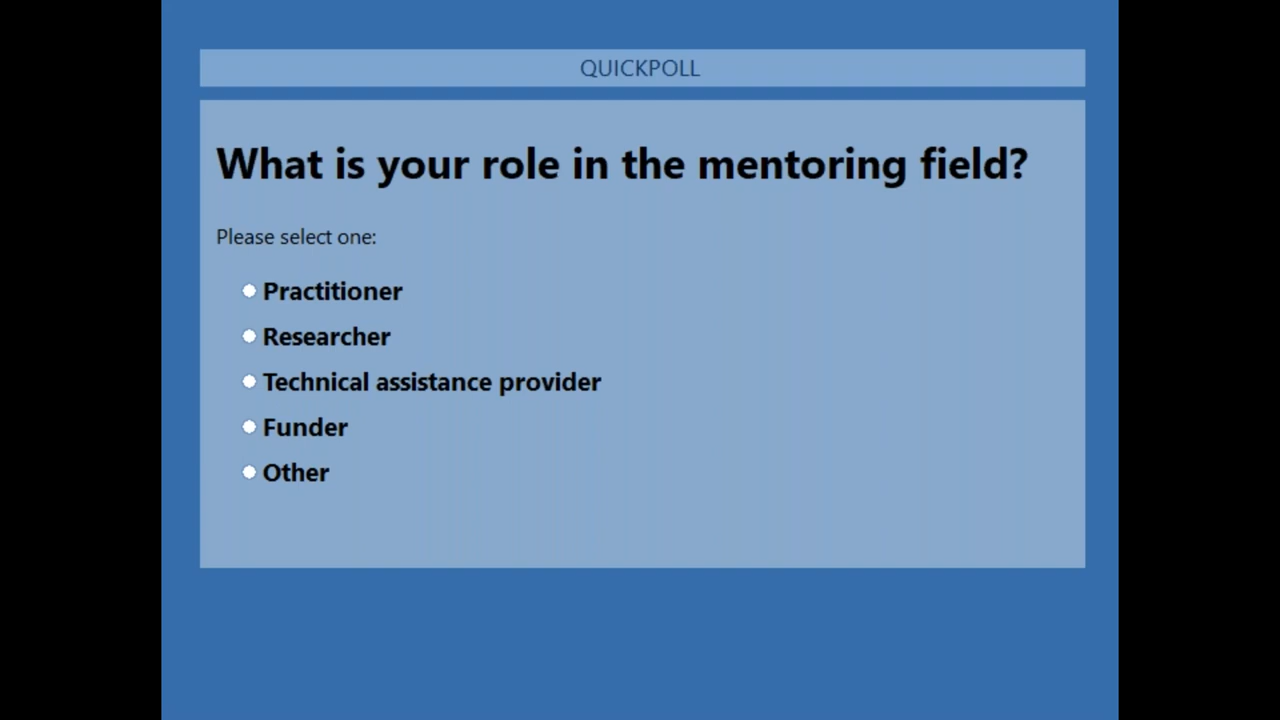 QUICKPOLL
What is your role in the mentoring field?
Please select one:
Practitioner
Researcher
Technical assistance provider
Funder
Other